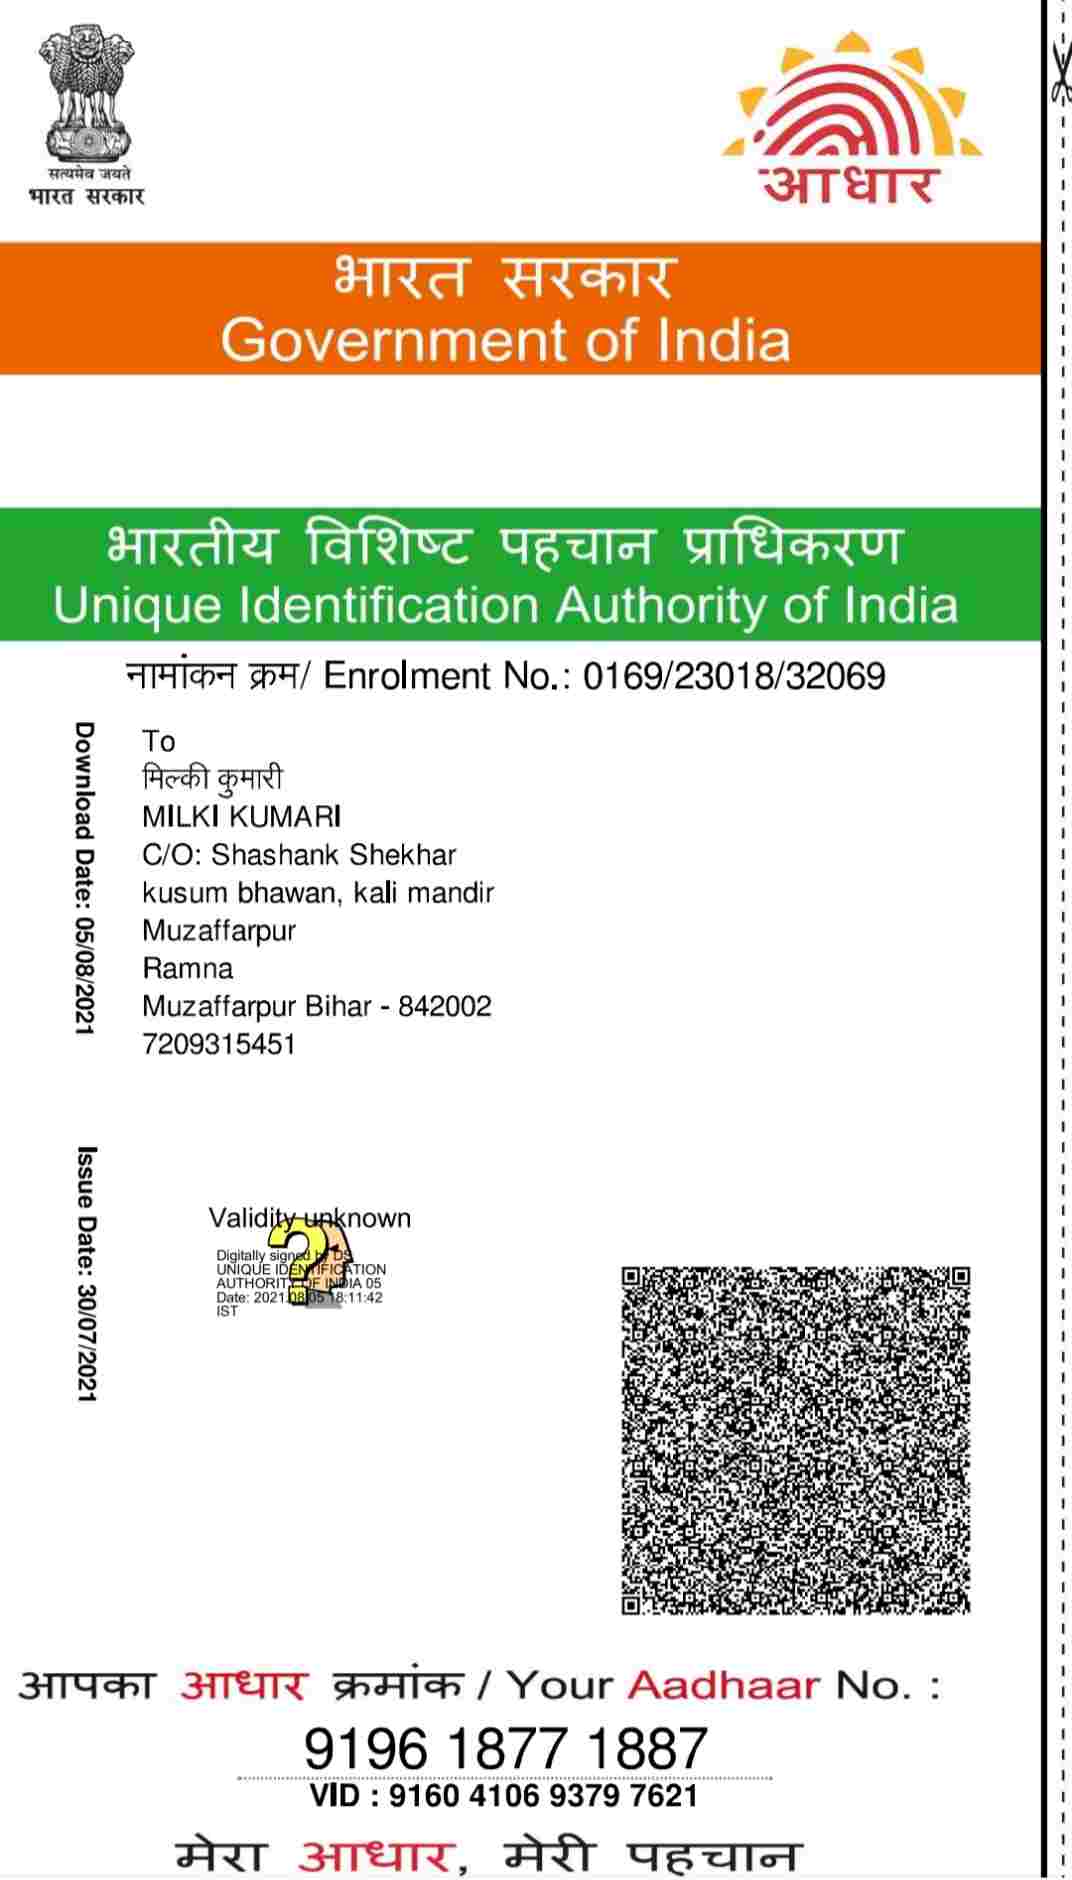 सत्यमेव जयते
भारत सरकार
आधार
भारत सरकार
Government of India
भारतीय विशिष्ट पहचान प्राधिकरण
Unique Identification Authority of India
नामांकन क्रम/ Enrolment No.: 0169/23018/32069
Download Date: 05/08/2021
To
मिल्की कुमारी
MILKI KUMARI
C/O: Shashank Shekhar
kusum bhawan, kali mandir
Muzaffarpur
Ramna
Muzaffarpur Bihar - 842002
7209315451
Issue Date: 30/07/2021
Validity unknown
Digitally signed by DS
UNIQUE IDENTIFICATION
AUTHORITY OF INDIA 05
Date: 2021.08.05 18:11:42
IST
आपका आधार क्रमांक / Your Aadhaar No. :
9196 1877 1887
VID : 9160 4106 9379 7621
मेरा आधार, मेरी पहचान